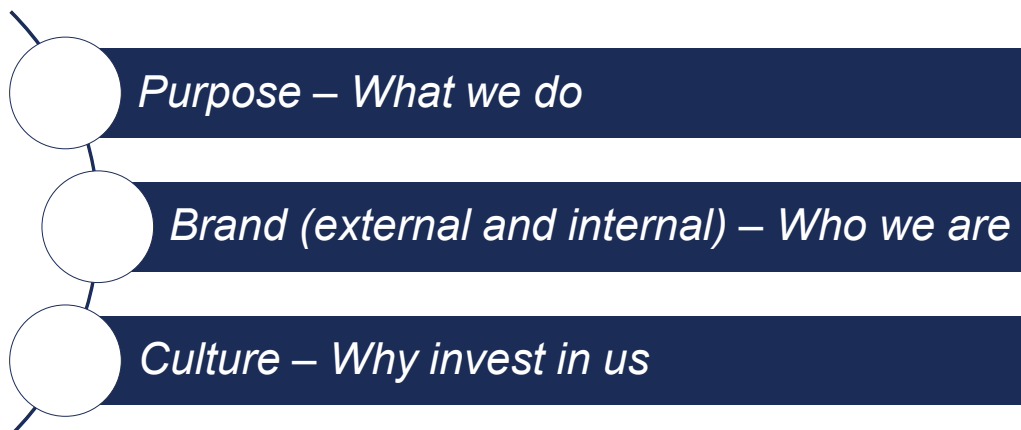 Purpose – What we do
Brand (external and internal) – Who we are
Culture – Why invest in us